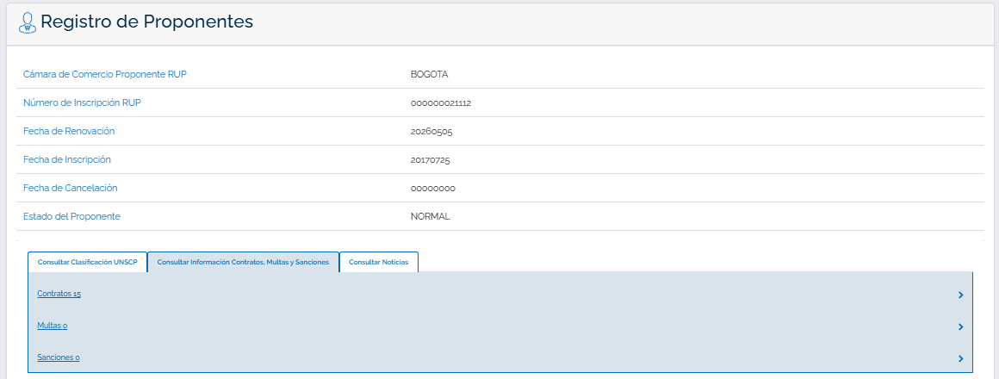 Registro de Proponentes
Cámara de Comercio Proponente RUP BOGOTA
Número de Inscripción RUP 000000021112
Fecha de Renovación 20260505
Fecha de Inscripción 20170725
Fecha de Cancelación 00000000
Estado del Proponente NORMAL
Consultar Clasificación UNSCP Consultar Información Contratos, Multas y Sanciones Consultar Noticias
Contratos 15
Multas 0
Sanciones 0